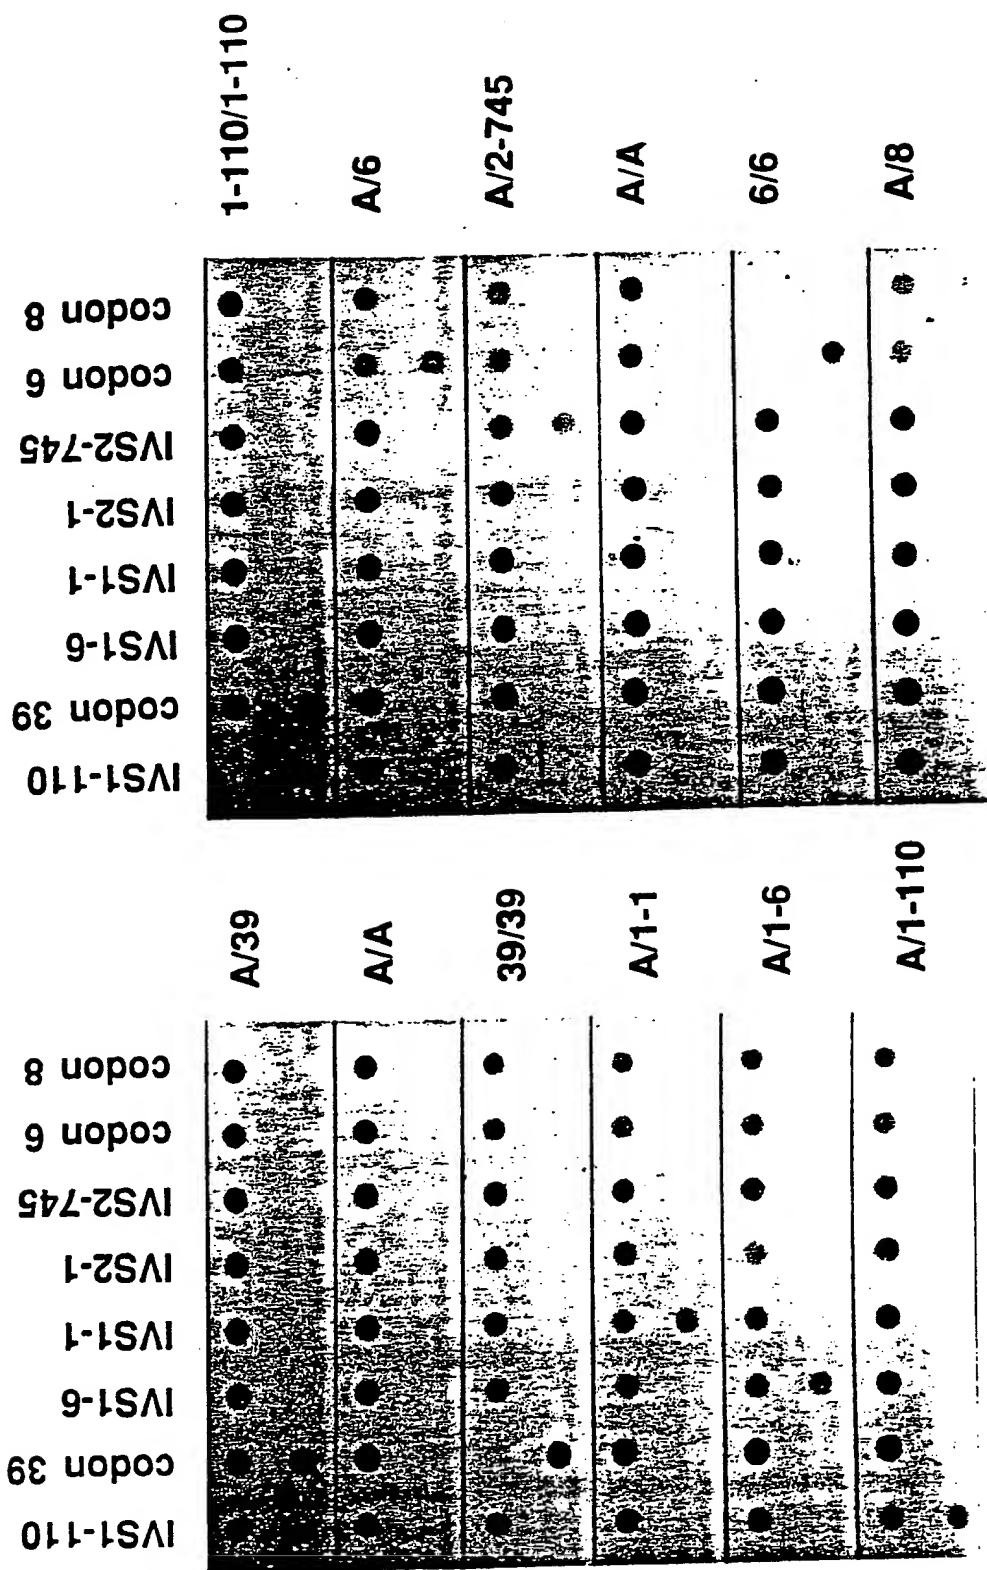 codon 8
codon 6
IVS2-745
IVS2-1
IVS1-1
IVS1-6
codon 39
IVS1-110
1-110/1-110
A/6
A/2-745
A/A
6/6
A/8
codon 8
codon 6
IVS2-745
IVS2-1
IVS1-1
IVS1-6
codon 39
IVS1-110
A/39
A/A
39/39
A/1-1
A/1-6
A/1-110